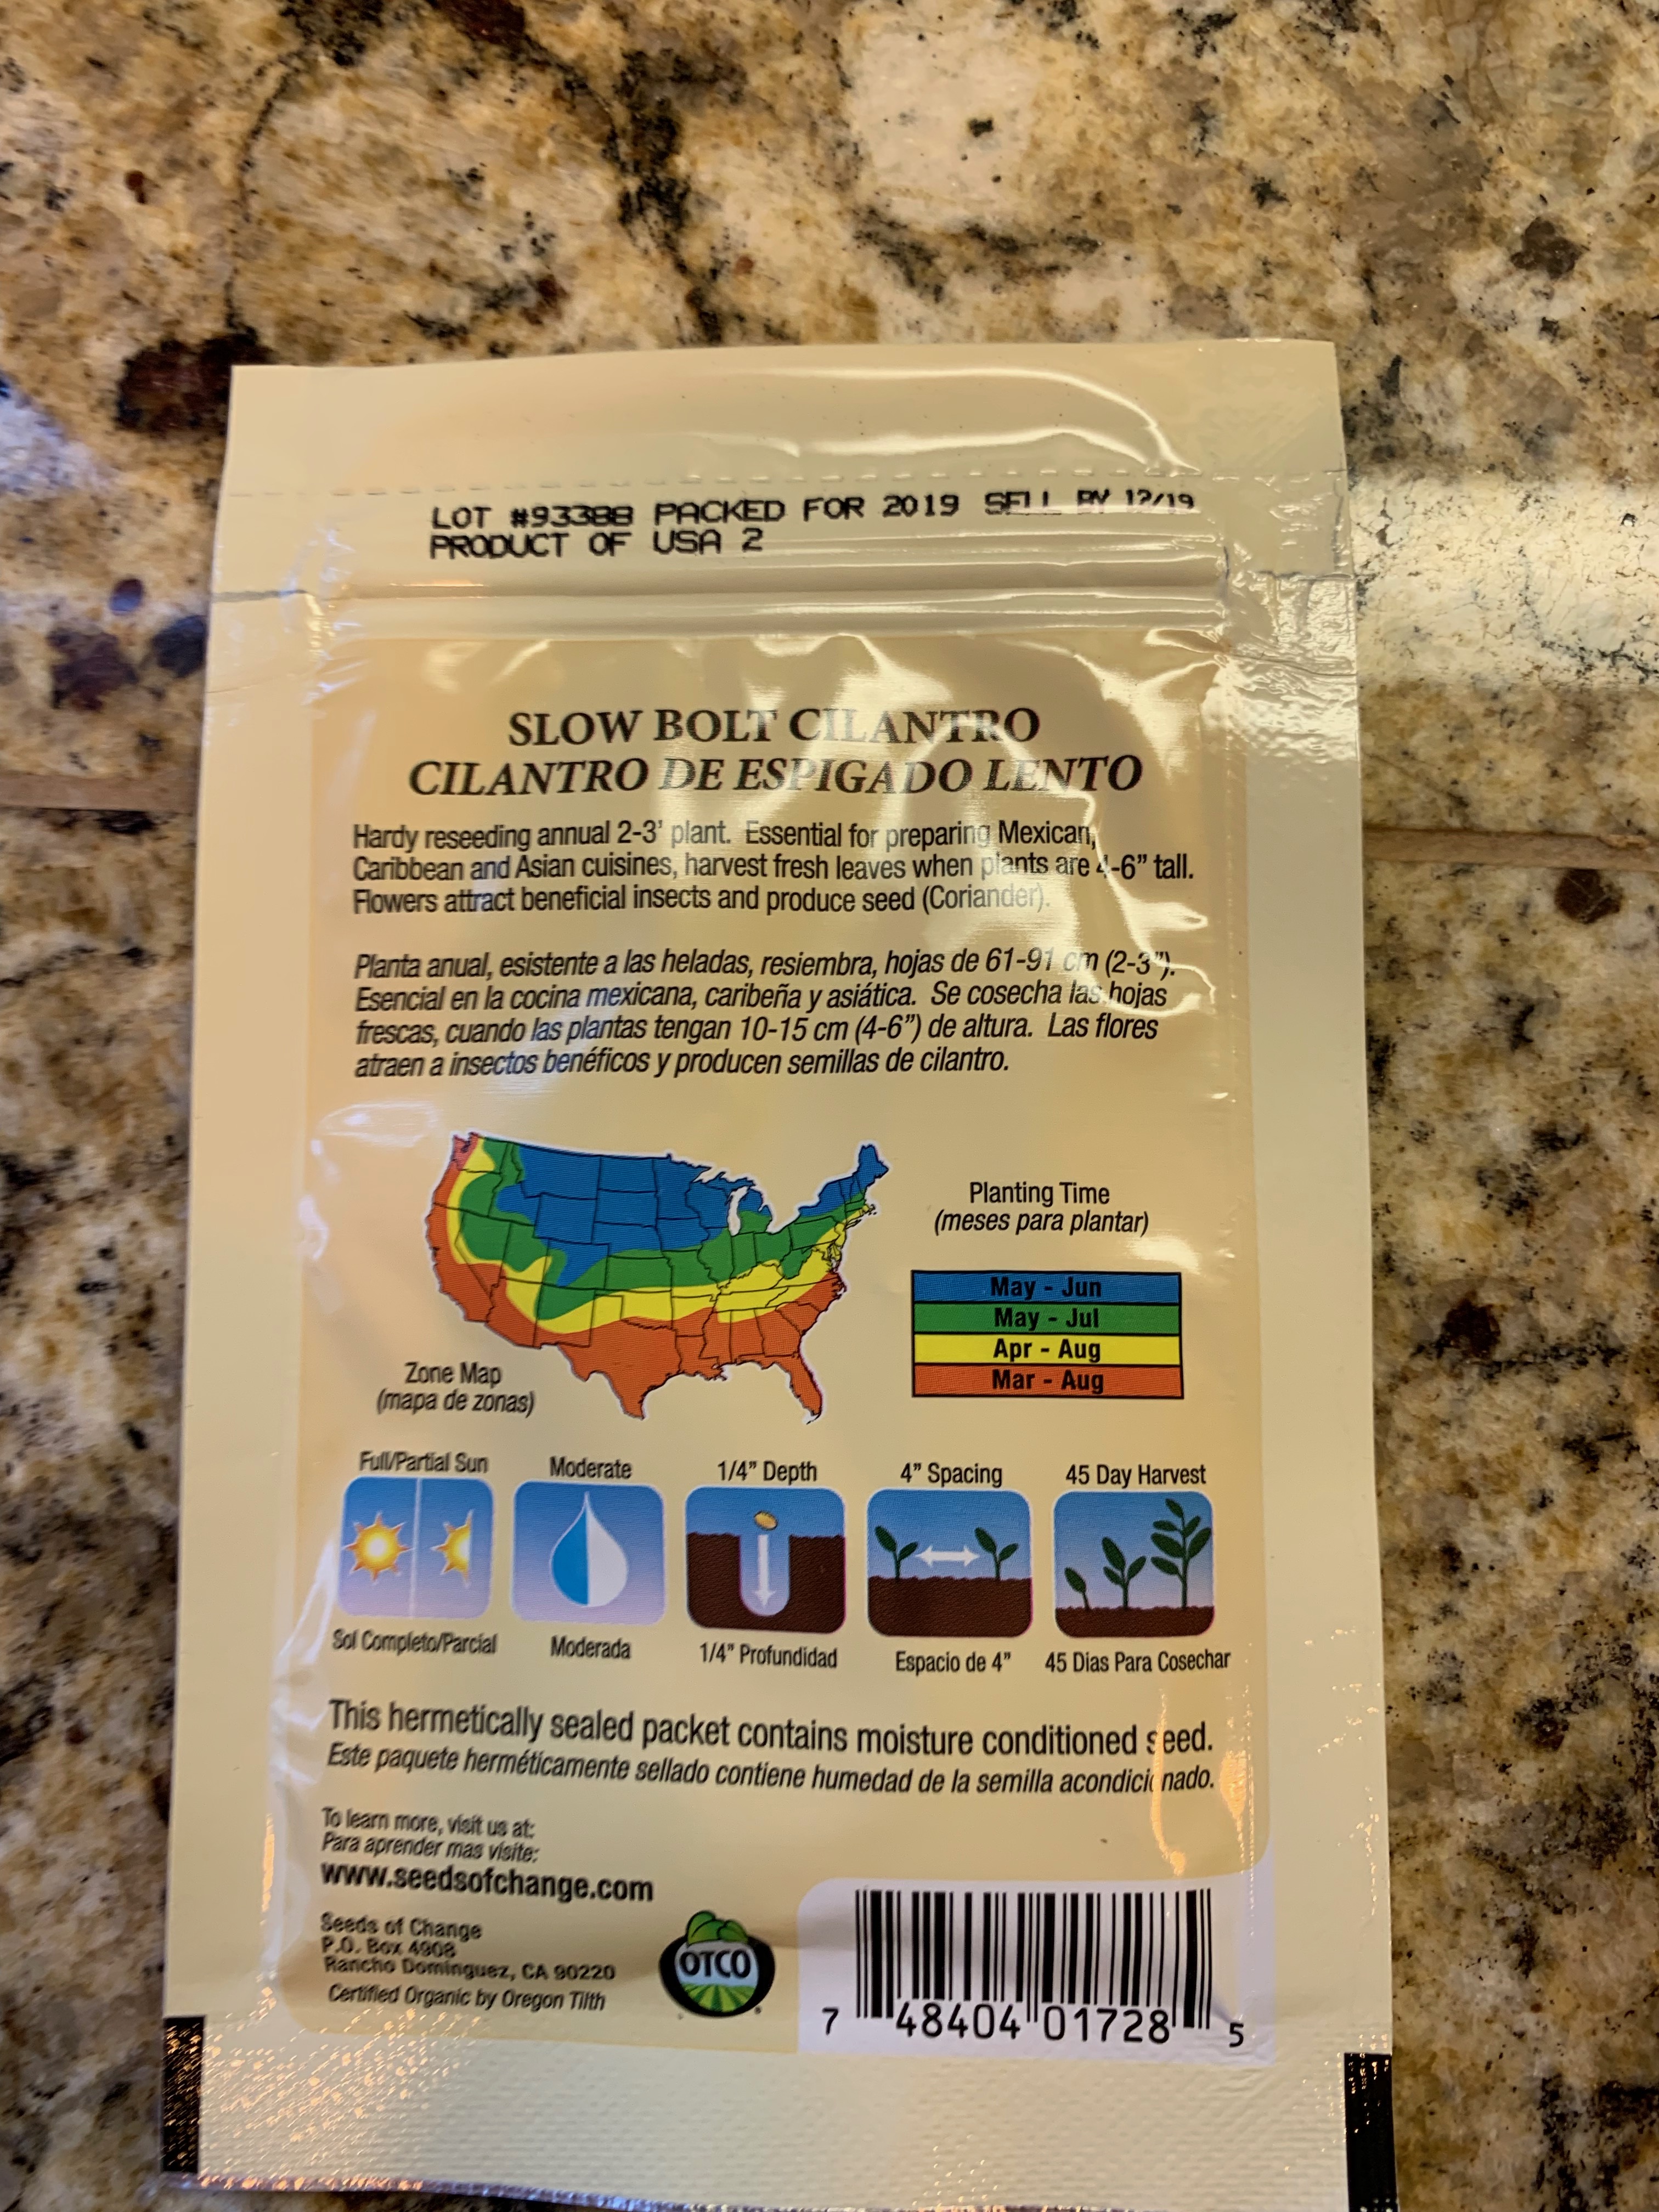 LOT #93388 PACKED FOR 2019 SELL BY 12/19
PRODUCT OF USA 2
SLOW BOLT CILANTRO
CILANTRO DE ESPIGADO LENTO
Hardy reseeding annual 2-3' plant. Essential for preparing Mexican,
Caribbean and Asian cuisines, harvest fresh leaves when plants are 4-6" tall.
Flowers attract beneficial insects and produce seed (Coriander).
Planta anual, esistente a las heladas, resiembra, hojas de 61-91 cm (2-3").
Esencial en la cocina mexicana, caribeña y asiática. Se cosecha las hojas
frescas, cuando las plantas tengan 10-15 cm (4-6") de altura. Las flores
atraen a insectos benéficos y producen semillas de cilantro.
Planting Time
(meses para plantar)
May - Jun
May - Jul
Apr - Aug
Mar - Aug
Zone Map
(mapa de zonas)
Full/Partial Sun
Moderate
1/4" Depth
4" Spacing
45 Day Harvest
Sol Completo/Parcial
Moderada
1/4" Profundidad
Espacio de 4"
45 Dias Para Cosechar
This hermetically sealed packet contains moisture conditioned seed.
Este paquete herméticamente sellado contiene humedad de la semilla acondicionado.
To learn more, visit us at:
Para aprender mas visite:
www.seedsofchange.com
Seeds of Change
P.O. Box 4908
Rancho Dominguez, CA 90220
Certified Organic by Oregon Tilth
OTCO
7 48404 01728 5